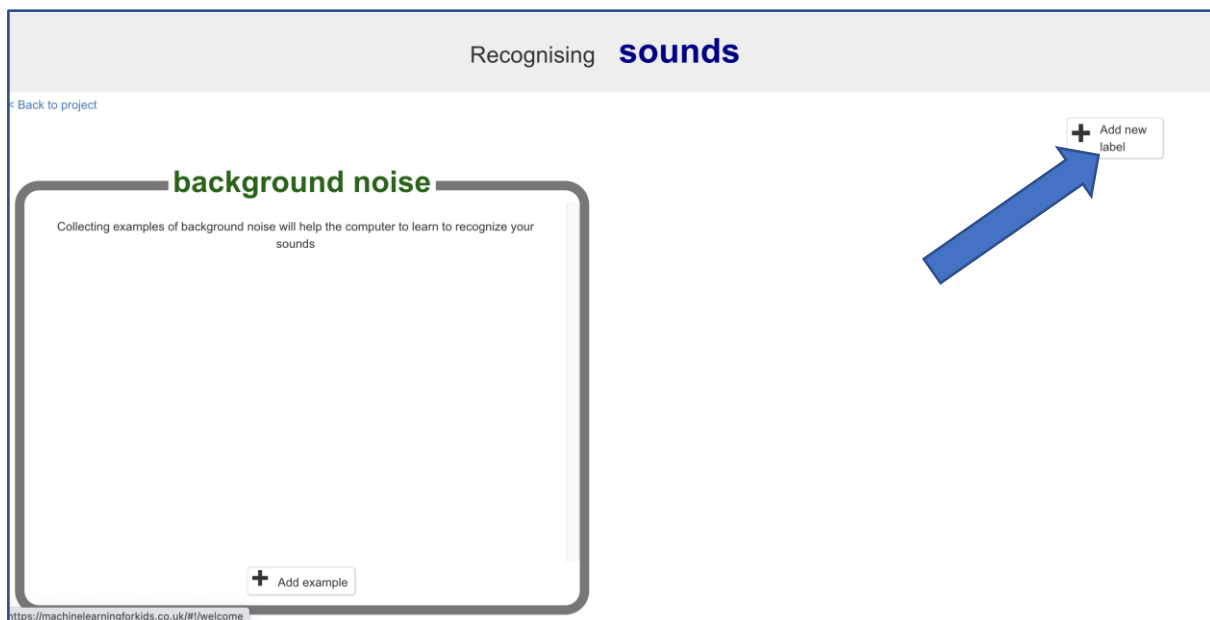 Recognising sounds
< Back to project
+ Add new
label
background noise
Collecting examples of background noise will help the computer to learn to recognize your
sounds
+ Add example
https://machinelearningforkids.co.uk/#!/welcome